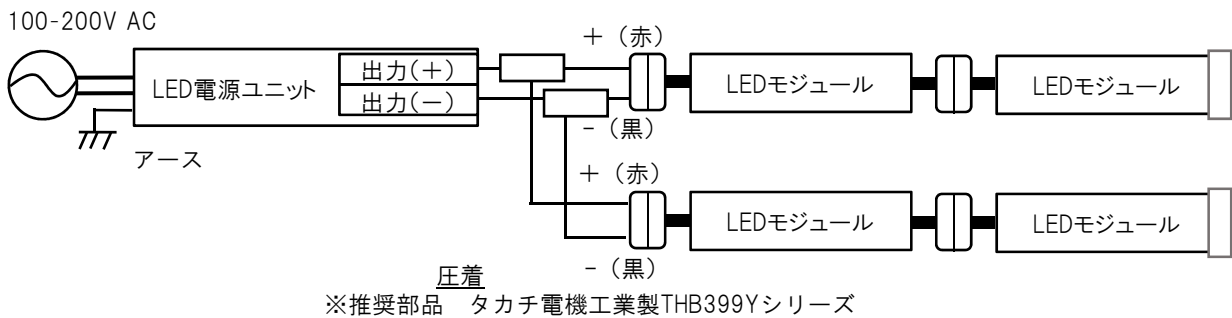 100-200V AC
+（赤）
LED電源ユニット
出力(+)
出力(−)
LEDモジュール
LEDモジュール
-（黒）
アース
+（赤）
LEDモジュール
LEDモジュール
-（黒）
圧着
※推奨部品　タカチ電機工業製THB399Yシリーズ